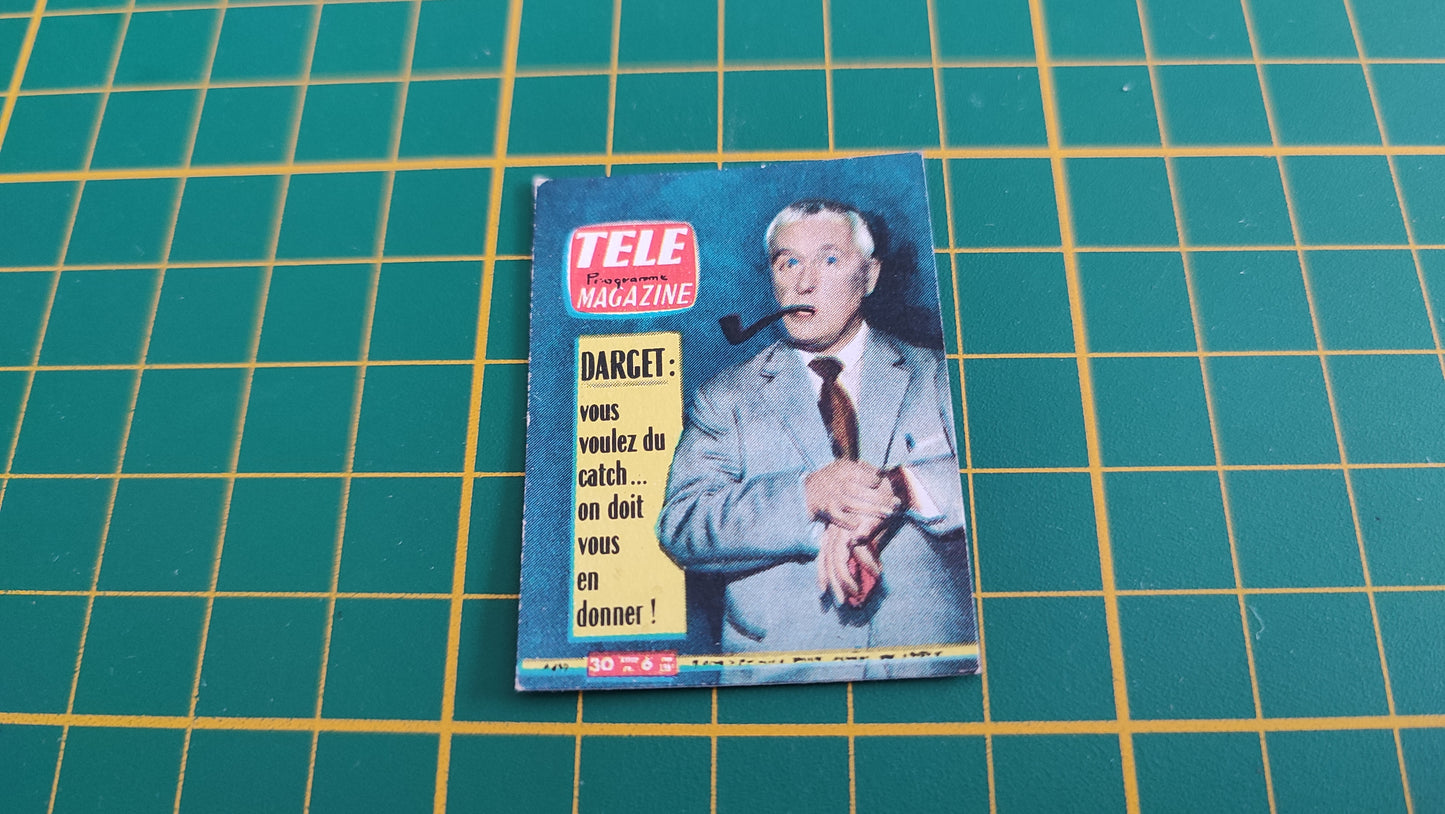 TELE
Programme
MAGAZINE
DARGET :
vous
voulez du
catch...
on doit
vous
en
donner !
30 6